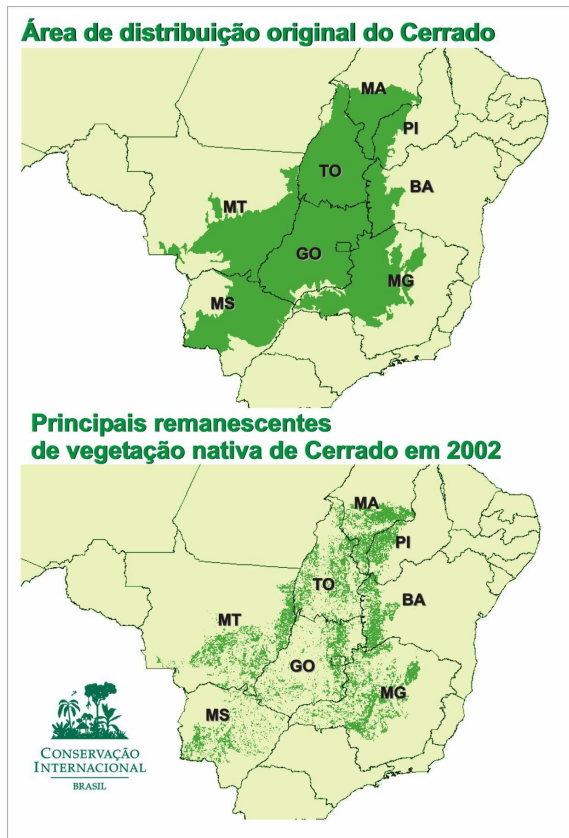 Área de distribuição original do Cerrado
MA
PI
TO
BA
MT
GO
MG
MS
Principais remanescentes
de vegetação nativa de Cerrado em 2002
MA
PI
TO
BA
MT
GO
MG
MS
CONSERVAÇÃO
INTERNACIONAL
BRASIL